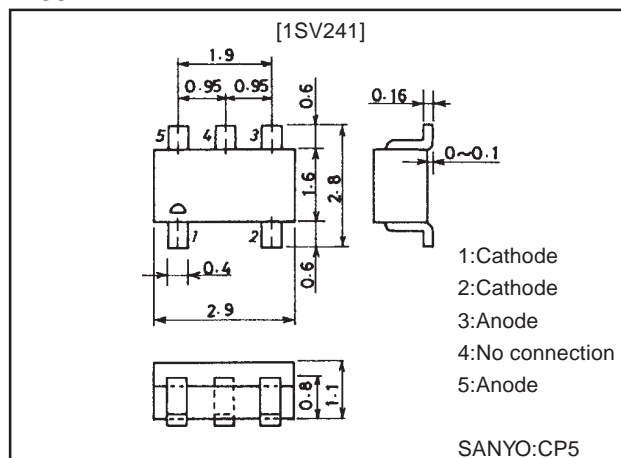 [1SV241]
1.9
0.95 0.95
0.6
0.16
5 4 3
0~0.1
1.6
2.8
1 2
0.4
0.6
2.9
1:Cathode
2:Cathode
3:Anode
4:No connection
5:Anode
0.8
1.1
SANYO:CP5